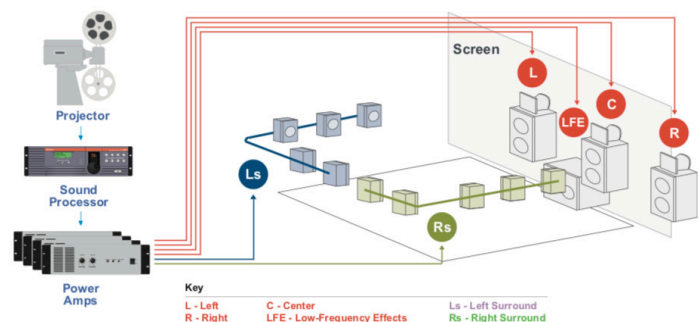 Screen
L
C
LFE
R
Projector
Sound
Processor
Ls
Rs
Power
Amps
Key
L - Left
C - Center
Ls - Left Surround
R - Right
LFE - Low-Frequency Effects
Rs - Right Surround